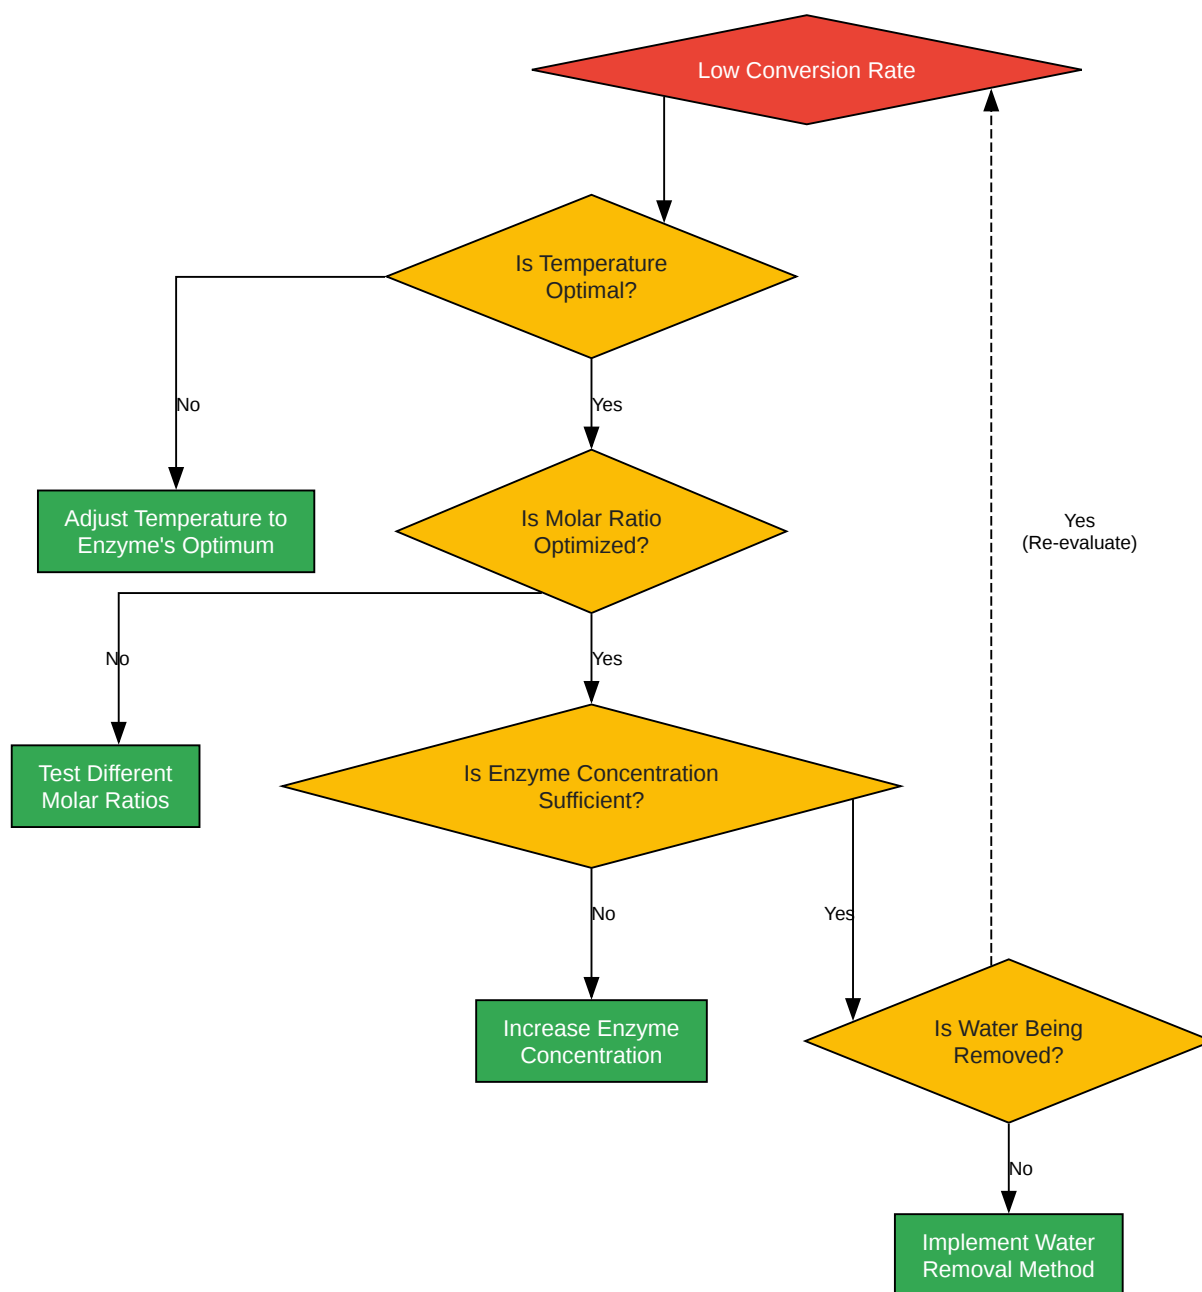 Low Conversion Rate
Is Temperature
Optimal?
No
Yes
Adjust Temperature to
Enzyme's Optimum
Is Molar Ratio
Optimized?
Yes
(Re-evaluate)
No
Yes
Test Different
Molar Ratios
Is Enzyme Concentration
Sufficient?
No
Yes
Increase Enzyme
Concentration
Is Water Being
Removed?
No
Implement Water
Removal Method